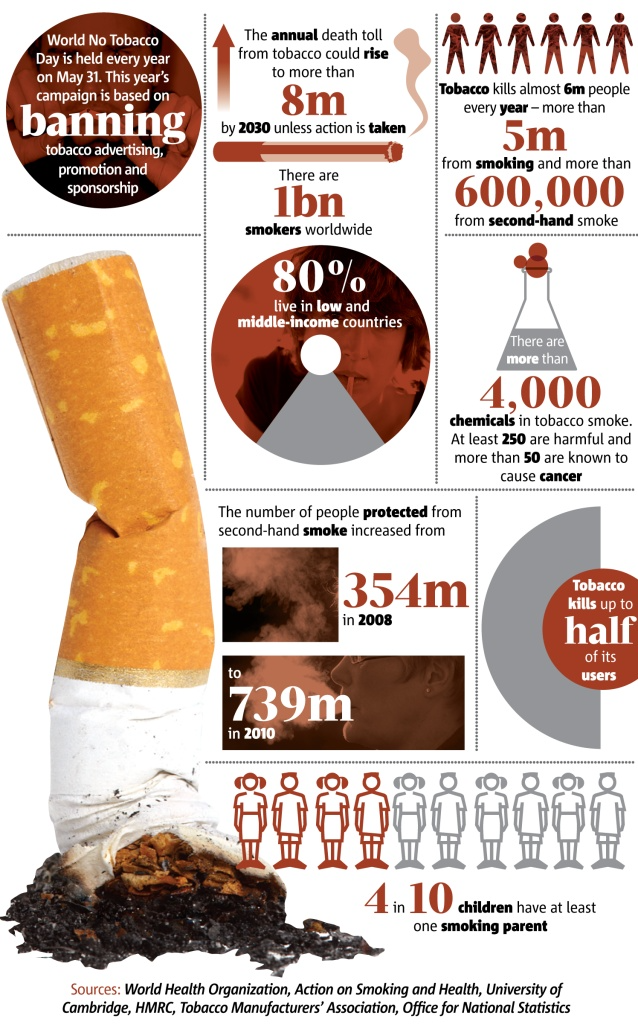 World No Tobacco
Day is held every year
on May 31. This year's
campaign is based on
banning
tobacco advertising,
promotion and
sponsorship
The annual death toll
from tobacco could rise
to more than
8m
by 2030 unless action is taken
There are
1bn
smokers worldwide
80%
live in low and
middle-income countries
Tobacco kills almost 6m people
every year – more than
5m
from smoking and more than
600,000
from second-hand smoke
There are
more than
4,000
chemicals in tobacco smoke.
At least 250 are harmful and
more than 50 are known to
cause cancer
The number of people protected from
second-hand smoke increased from
354m
in 2008
to
739m
in 2010
Tobacco
kills up to
half
of its
users
4 in 10 children have at least
one smoking parent
Sources: World Health Organization, Action on Smoking and Health, University of
Cambridge, HMRC, Tobacco Manufacturers' Association, Office for National Statistics